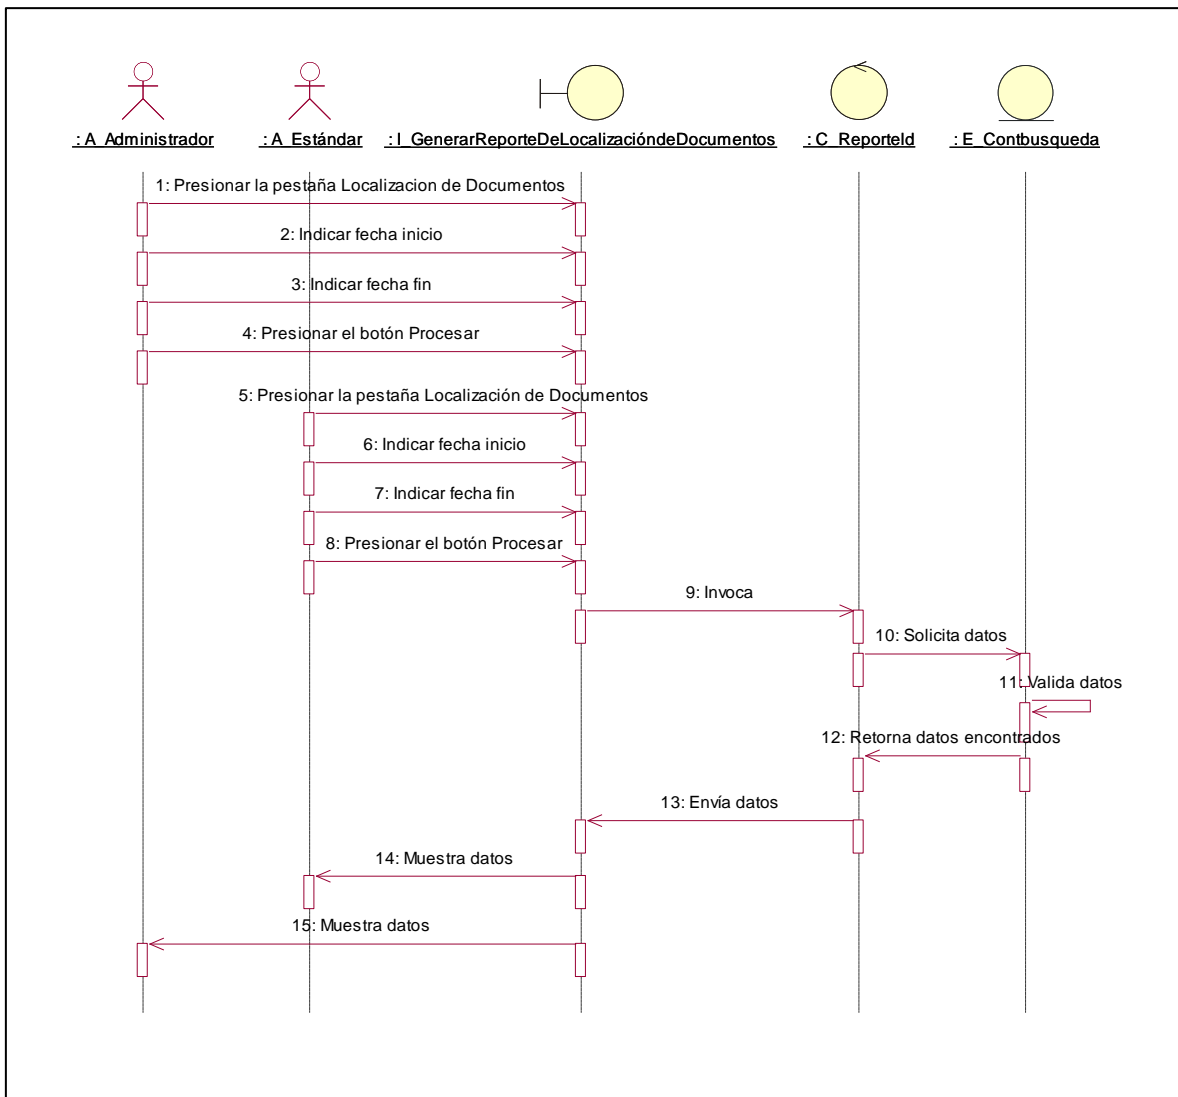 : A_Administrador
: A_Estándar
: I_GenerarReporteDeLocalizacióndeDocumentos
: C_ReporteId
: E_Contbusqueda
1: Presionar la pestaña Localizacion de Documentos
2: Indicar fecha inicio
3: Indicar fecha fin
4: Presionar el botón Procesar
5: Presionar la pestaña Localización de Documentos
6: Indicar fecha inicio
7: Indicar fecha fin
8: Presionar el botón Procesar
9: Invoca
10: Solicita datos
11: Valida datos
12: Retorna datos encontrados
13: Envía datos
14: Muestra datos
15: Muestra datos